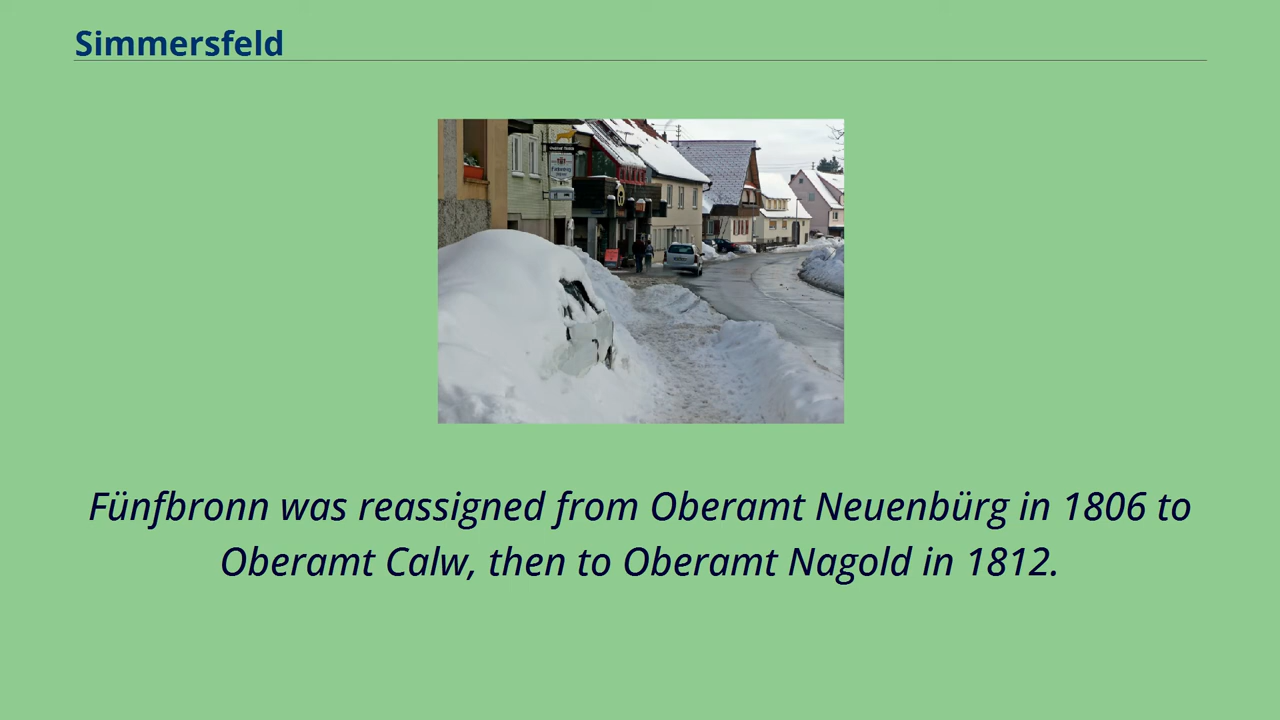 Simmersfeld
Fünfbronn was reassigned from Oberamt Neuenbürg in 1806 to
Oberamt Calw, then to Oberamt Nagold in 1812.